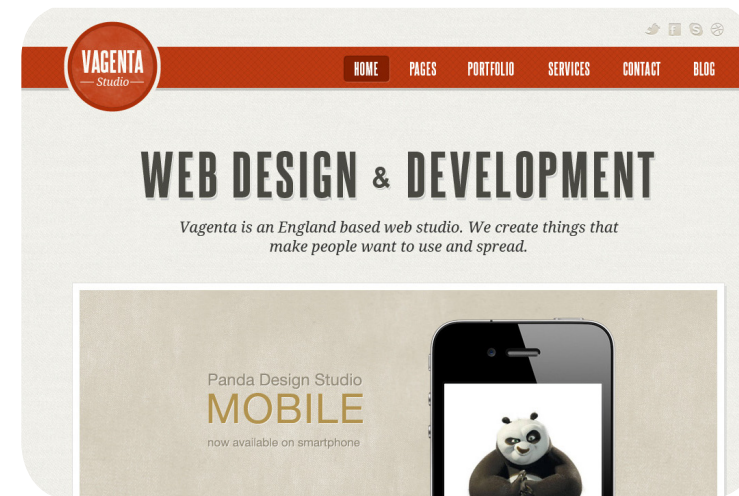 VAGENTA
Studio
HOME PAGES PORTFOLIO SERVICES CONTACT BLOG
WEB DESIGN & DEVELOPMENT
Vagenta is an England based web studio. We create things that
make people want to use and spread.
Panda Design Studio
MOBILE
now available on smartphone